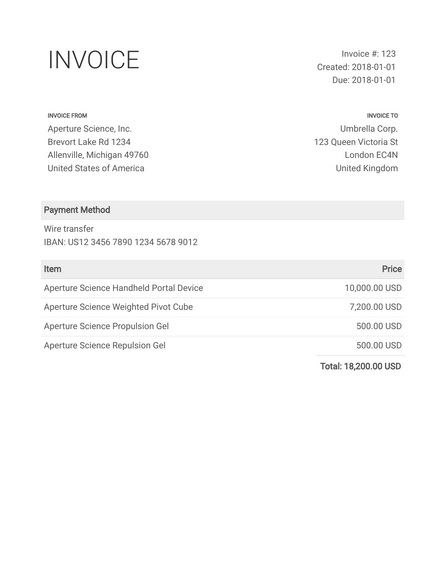 INVOICE
Invoice #: 123
Created: 2018-01-01
Due: 2018-01-01
INVOICE FROM
Aperture Science, Inc.
Brevort Lake Rd 1234
Allenville, Michigan 49760
United States of America
INVOICE TO
Umbrella Corp.
123 Queen Victoria St
London EC4N
United Kingdom
Payment Method
Wire transfer
IBAN: US12 3456 7890 1234 5678 9012
Item Price
Aperture Science Handheld Portal Device 10,000.00 USD
Aperture Science Weighted Pivot Cube 7,200.00 USD
Aperture Science Propulsion Gel 500.00 USD
Aperture Science Repulsion Gel 500.00 USD
Total: 18,200.00 USD